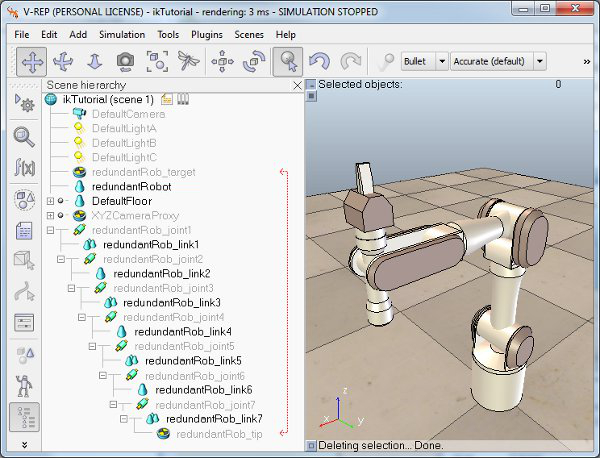 V-REP (PERSONAL LICENSE) - ikTutorial - rendering: 3 ms - SIMULATION STOPPED
File Edit Add Simulation Tools Plugins Scenes Help
Bullet Accurate (default) »
Scene hierarchy
Selected objects: 0
ikTutorial (scene 1)
DefaultCamera
DefaultLightA
DefaultLightB
DefaultLightC
redundantRob_target
redundantRobot
DefaultFloor
XYZCameraProxy
redundantRob_joint1
redundantRob_link1
redundantRob_joint2
redundantRob_link2
redundantRob_joint3
redundantRob_link3
redundantRob_joint4
redundantRob_link4
redundantRob_joint5
redundantRob_link5
redundantRob_joint6
redundantRob_link6
redundantRob_joint7
redundantRob_link7
redundantRob_tip
f(x)
z
x
y
Deleting selection... Done.